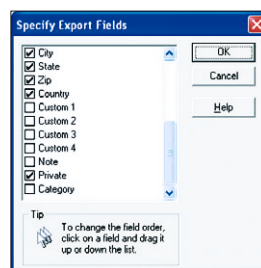 Specify Export Fields
City
State
Zip
Country
Custom 1
Custom 2
Custom 3
Custom 4
Note
Private
Category
OK
Cancel
Help
Tip
To change the field order,
click on a field and drag it
up or down the list.